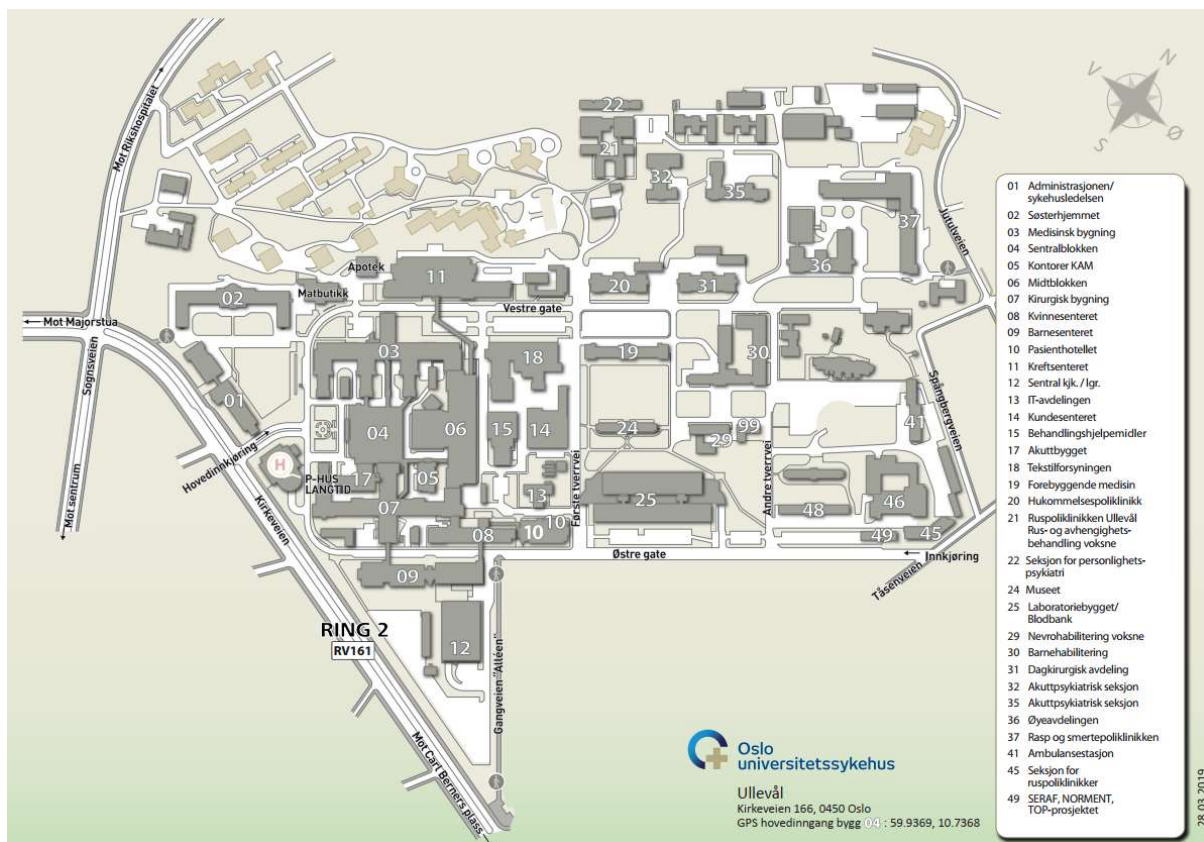 Mot Rikshospitalet
V
N
S
Ø
22
21
32
35
37
36
Jutulveien
Apotek
11
Matbutikk
02
20
31
Vestre gate
Mot Majorstua
Sognsveien
Mot sentrum
03
18
19
30
01
04
06
15
14
24
29
99
41
Spångbergveien
Hovedinnkjøring
H
P-HUS
LANGTID
17
05
13
07
08
10
10
25
48
46
49
45
Første tverrvei
Andre tverrvei
Østre gate
Innkjøring
Tåsenveien
Kirkeveien
09
12
RING 2
RV161
Gangveien "Alléen"
Mot Carl Berners plass
01 Administrasjonen/
sykehusledelsen
02 Søsterhjemmet
03 Medisinsk bygning
04 Sentralblokken
05 Kontorer KAM
06 Midtblokken
07 Kirurgisk bygning
08 Kvinnesenteret
09 Barnesenteret
10 Pasienthotellet
11 Kreftsenteret
12 Sentral kjk. / lgr.
13 IT-avdelingen
14 Kundesenteret
15 Behandlingshjelpemidler
17 Akuttbygget
18 Tekstilforsyningen
19 Forebyggende medisin
20 Hukommelsespoliklinikk
21 Ruspoliklinikken Ullevål
Rus- og avhengighets-
behandling voksne
22 Seksjon for personlighets-
psykiatri
24 Museet
25 Laboratoriebygget/
Blodbank
29 Nevrohabilitering voksne
30 Barnehabilitering
31 Dagkirurgisk avdeling
32 Akuttpsykiatrisk seksjon
35 Akuttpsykiatrisk seksjon
36 Øyeavdelingen
37 Rasp og smertepoliklinikken
41 Ambulansestasjon
45 Seksjon for
ruspoliklinikker
49 SERAF, NORMENT,
TOP-prosjektet
Oslo
universitetssykehus
Ullevål
Kirkeveien 166, 0450 Oslo
GPS hovedinngang bygg 04 : 59.9369, 10.7368
28.03.2019